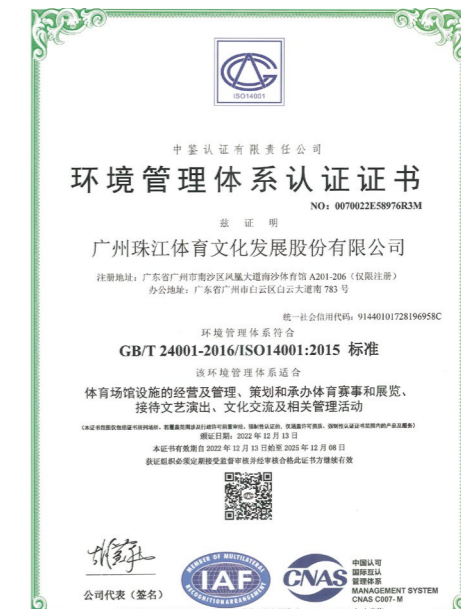 ISO14001
中鉴认证有限责任公司
环境管理体系认证证书
NO：0070022E58976R3M
兹 证 明
广州珠江体育文化发展股份有限公司
注册地址：广东省广州市南沙区凤凰大道南沙体育馆 A201-206（仅限注册）
办公地址：广东省广州市白云区白云大道南 783 号
统一社会信用代码：91440101728196958C
环境管理体系符合
GB/T 24001-2016/ISO14001:2015 标准
该环境管理体系适合
体育场馆设施的经营及管理、策划和承办体育赛事和展览、
接待文艺演出、文化交流及相关管理活动
颁证日期：2022 年 12 月 13 日
本证书有效期自 2022 年 12 月 13 日始至 2025 年 12 月 08 日
获证组织必须定期接受监督审核并经审核合格此证书方继续有效
公司代表（签名）
MEMBER OF MULTILATERAL
IAF
RECOGNITION ARRANGEMENT
CNAS
中国认可
国际互认
管理体系
MANAGEMENT SYSTEM
CNAS C007- M